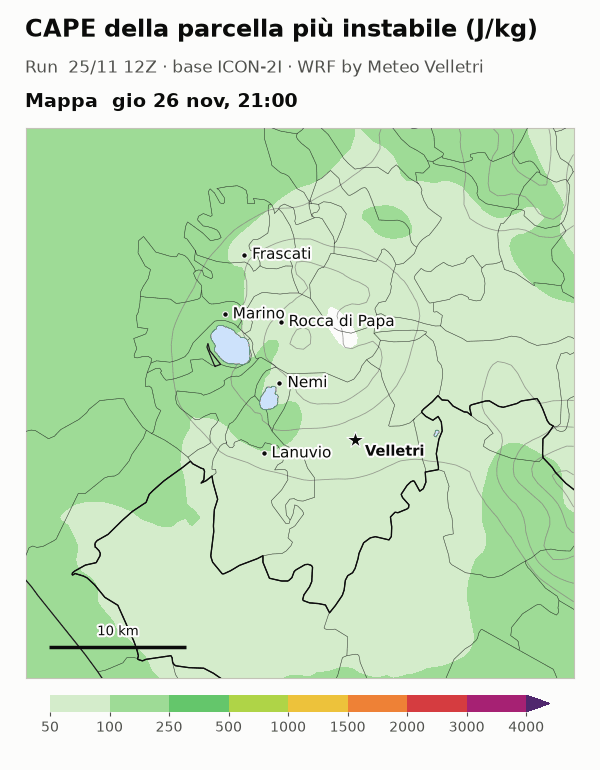 CAPE della parcella più instabile (J/kg)
Run  25/11 12Z · base ICON-2I · WRF by Meteo Velletri
Mappa  gio 26 nov, 21:00
Frascati
Marino
Rocca di Papa
Nemi
Velletri
Lanuvio
10 km
50 100 250 500 1000 1500 2000 3000 4000